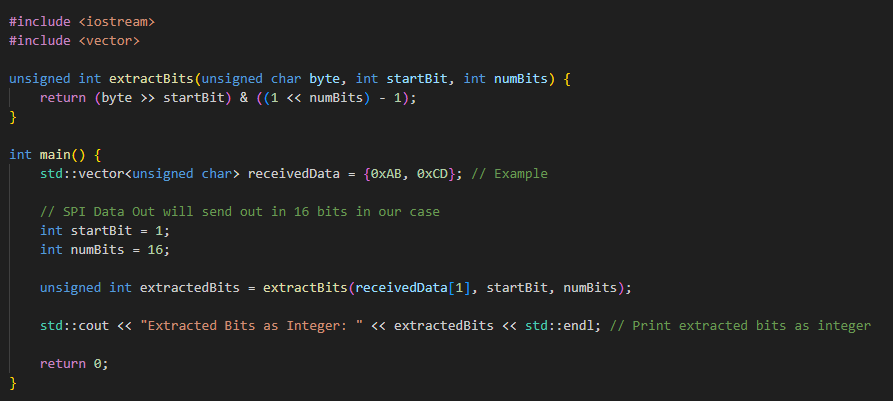 #include <iostream>
#include <vector>

unsigned int extractBits(unsigned char byte, int startBit, int numBits) {
    return (byte >> startBit) & ((1 << numBits) - 1);
}

int main() {
    std::vector<unsigned char> receivedData = {0xAB, 0xCD}; // Example

    // SPI Data Out will send out in 16 bits in our case
    int startBit = 1;
    int numBits = 16;

    unsigned int extractedBits = extractBits(receivedData[1], startBit, numBits);

    std::cout << "Extracted Bits as Integer: " << extractedBits << std::endl; // Print extracted bits as integer

    return 0;
}